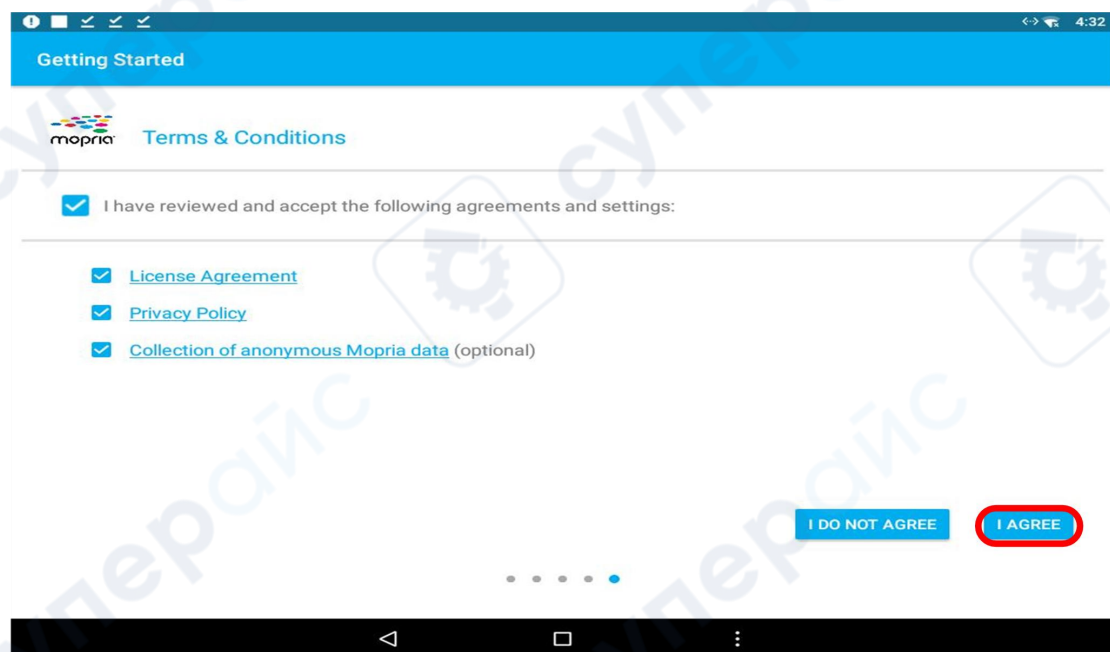 4:32
Getting Started
mopria Terms & Conditions
I have reviewed and accept the following agreements and settings:
License Agreement
Privacy Policy
Collection of anonymous Mopria data (optional)
I DO NOT AGREE I AGREE
суперайс